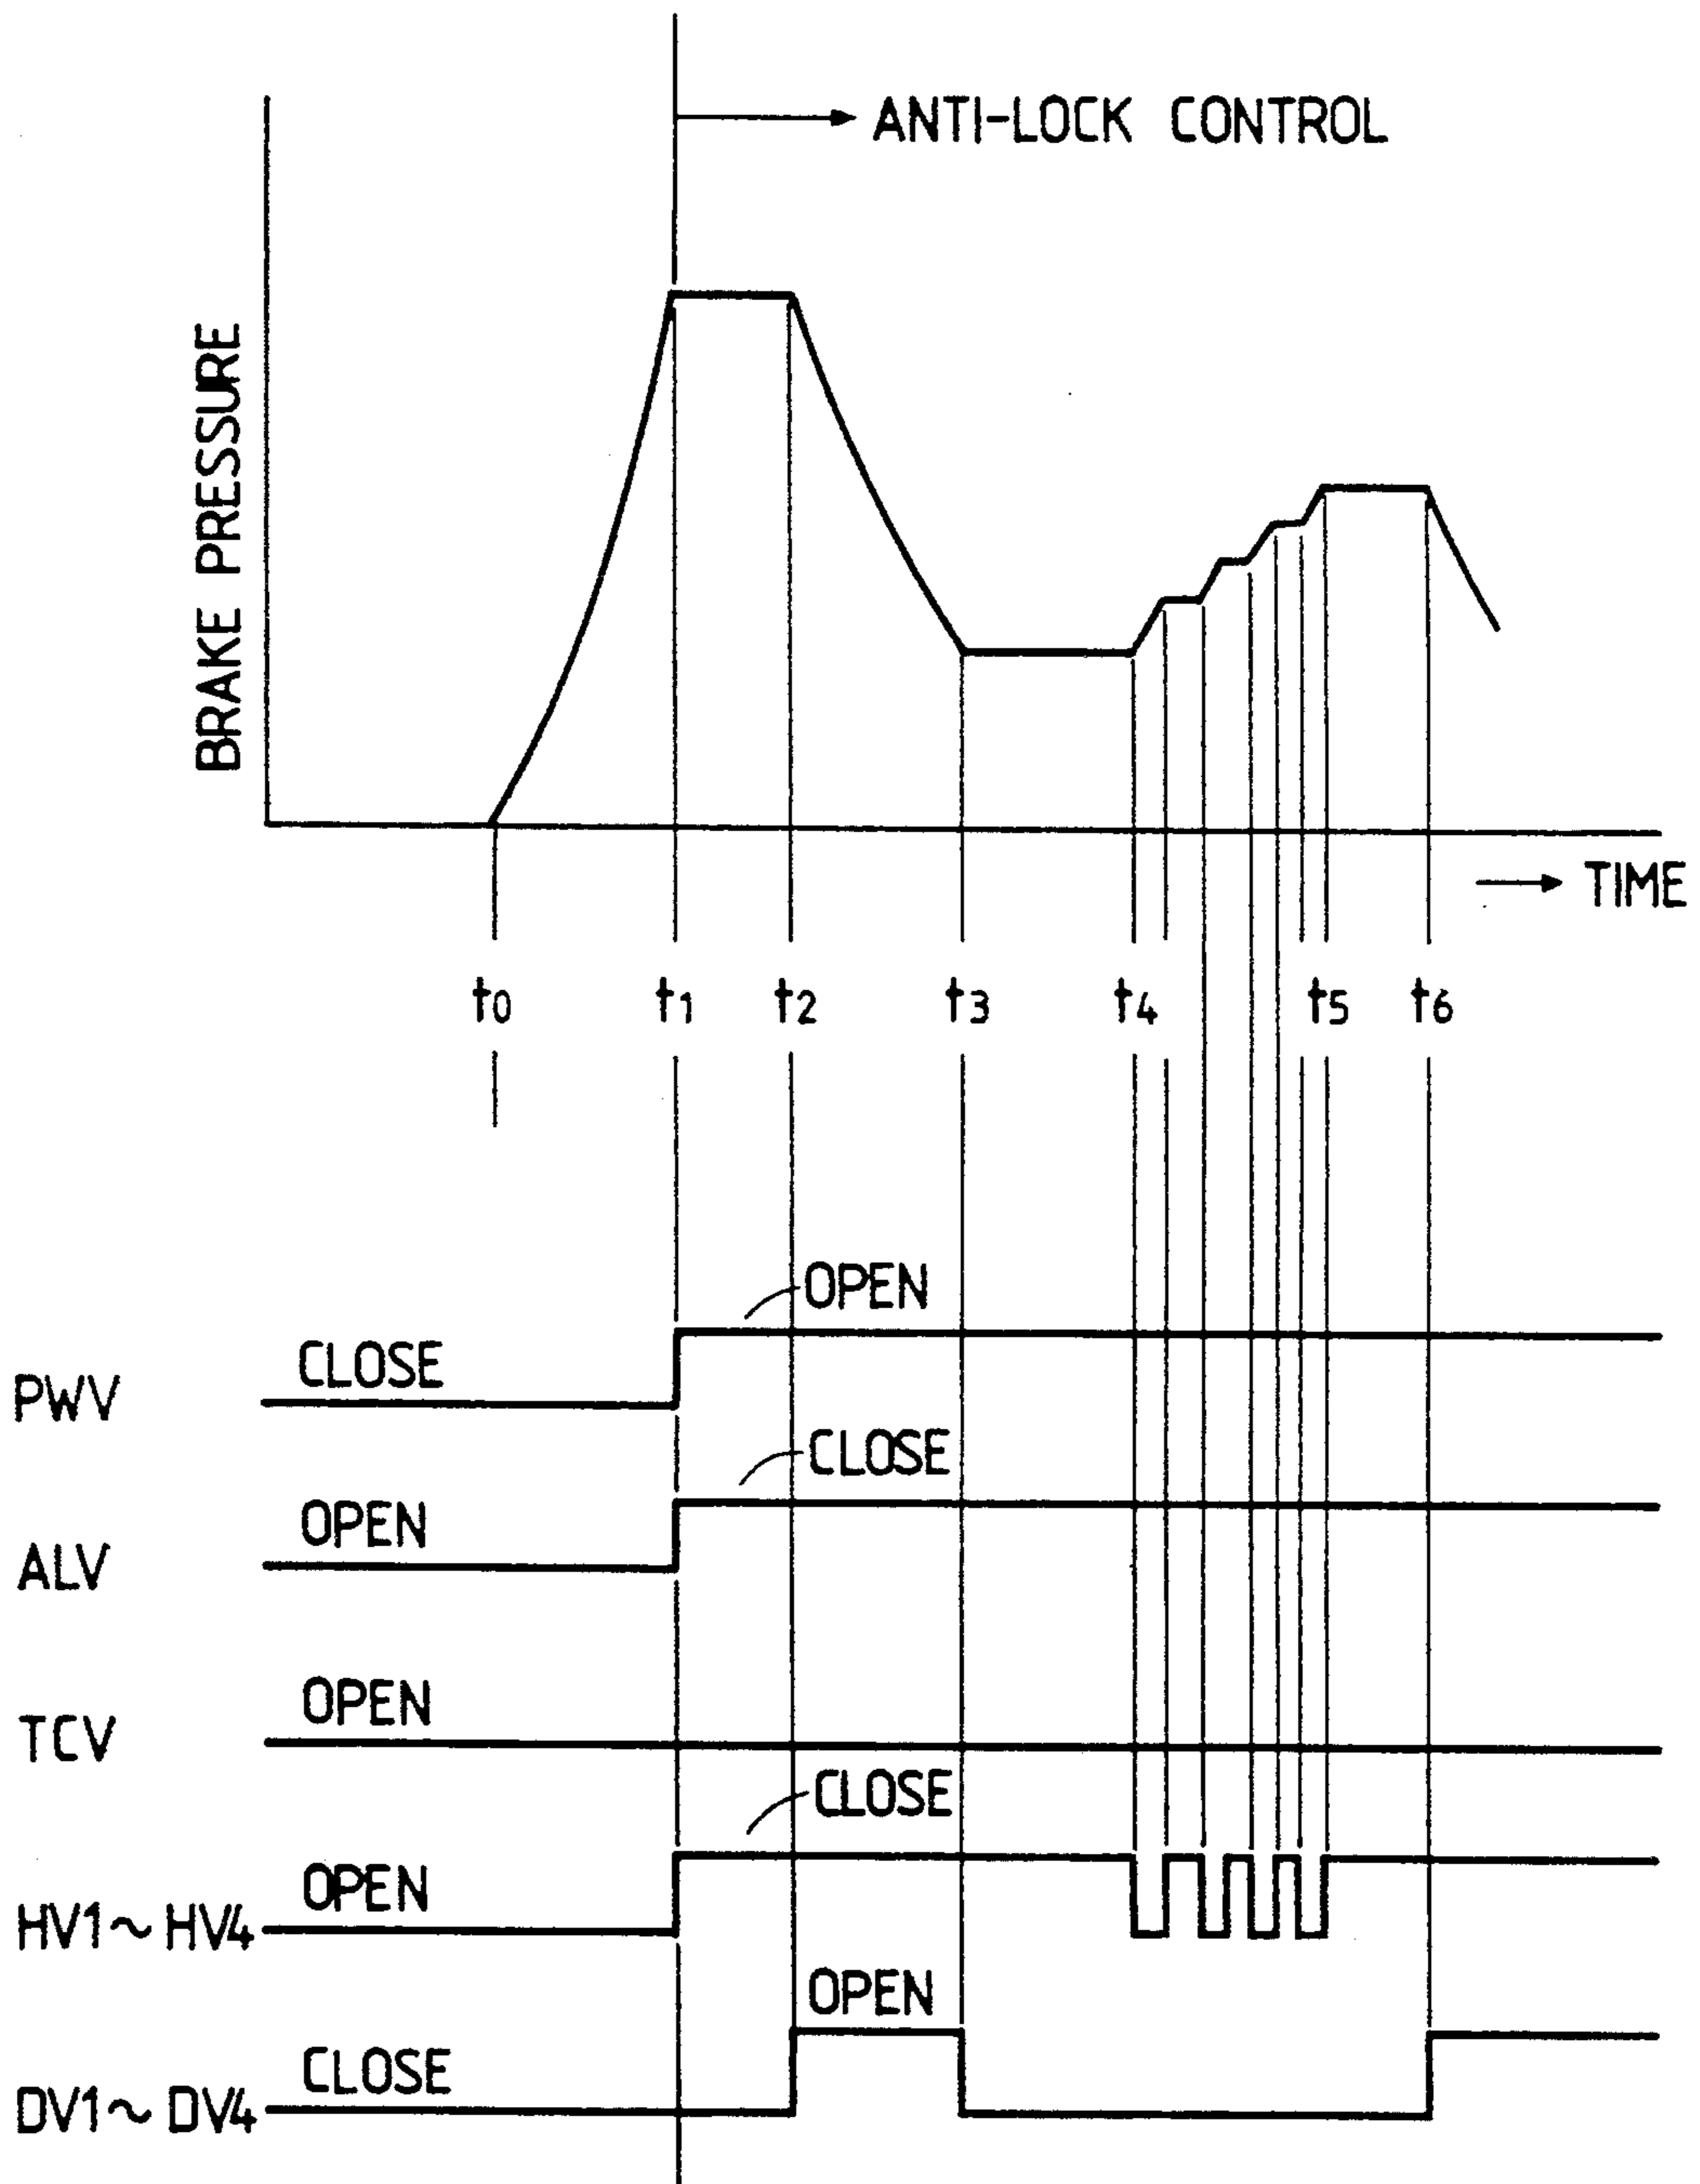 ANTI-LOCK CONTROL
BRAKE PRESSURE
TIME
t0 t1 t2 t3 t4 t5 t6
OPEN
CLOSE
PWV
CLOSE
OPEN
ALV
OPEN
TCV
CLOSE
OPEN
HV1~HV4
OPEN
CLOSE
DV1~DV4